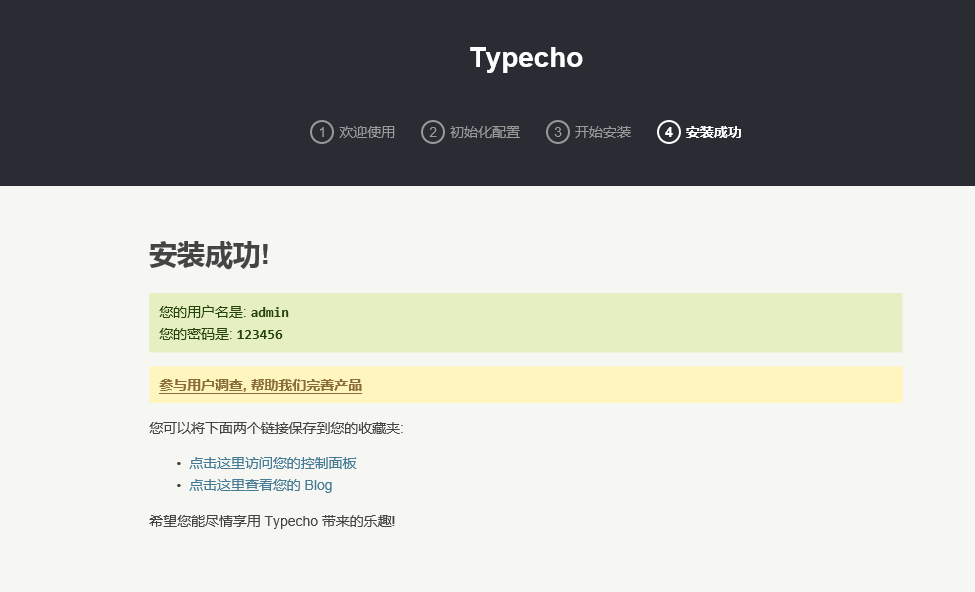 Typecho
1 欢迎使用 2 初始化配置 3 开始安装 4 安装成功
安装成功!
您的用户名是: admin
您的密码是: 123456
参与用户调查, 帮助我们完善产品
您可以将下面两个链接保存到您的收藏夹:
• 点击这里访问您的控制面板
• 点击这里查看您的 Blog
希望您能尽情享用 Typecho 带来的乐趣!